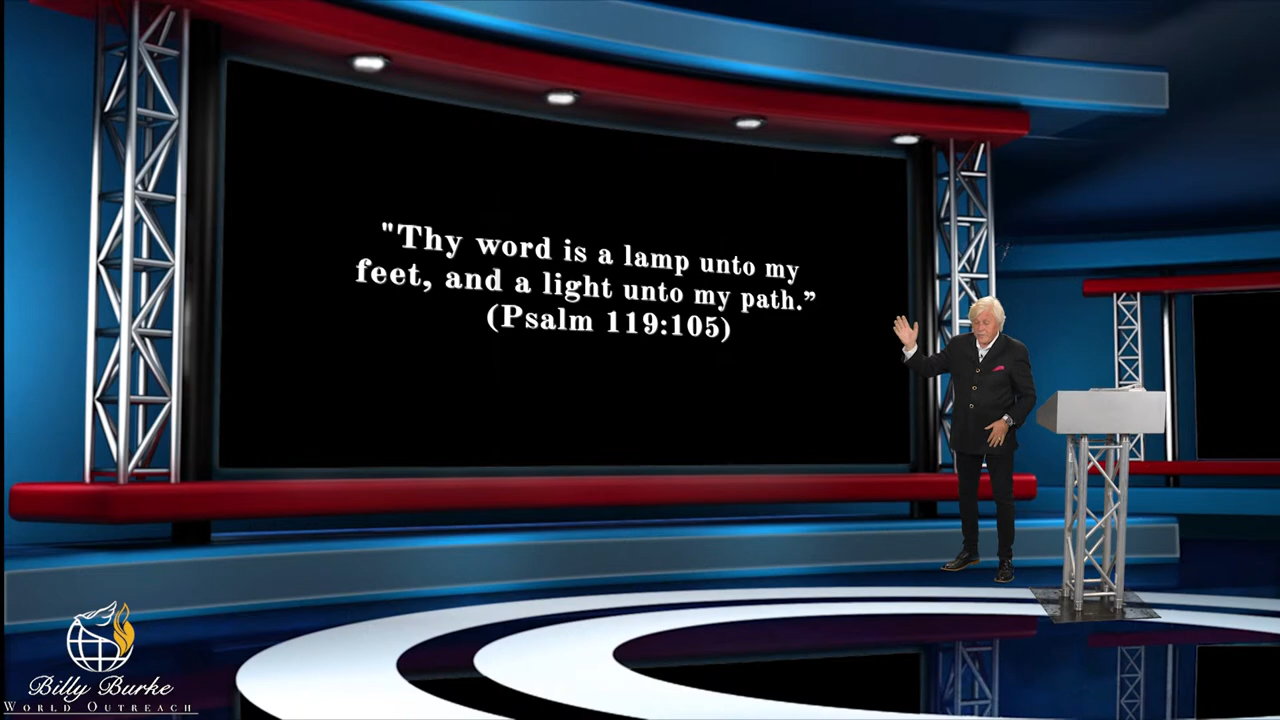 "Thy word is a lamp unto my
feet, and a light unto my path.”
(Psalm 119:105)
Billy Burke
World Outreach